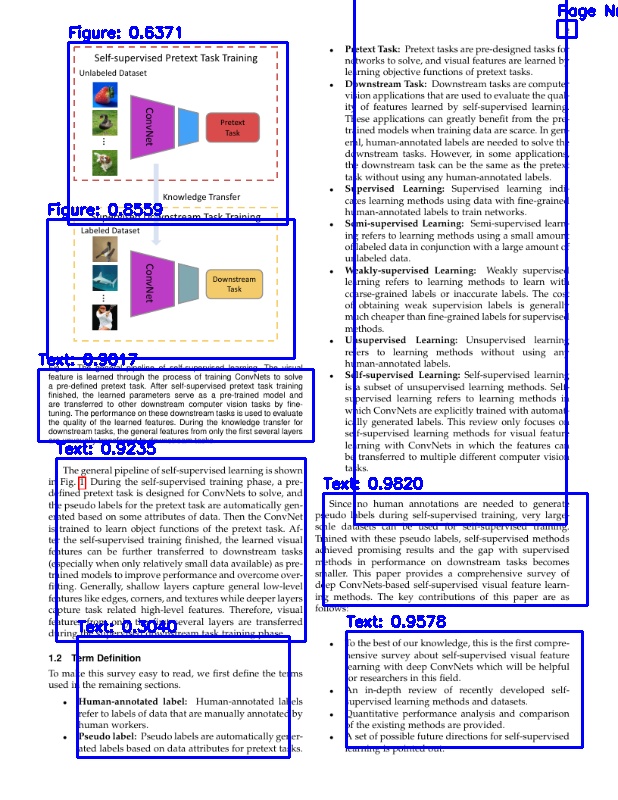 Figure: 0.6371
Self-supervised Pretext Task Training
Unlabeled Dataset
ConvNet
Pretext
Task
Knowledge Transfer
Figure: 0.8559
Downstream Task Training
Labeled Dataset
ConvNet
Downstream
Task
Text: 0.9017
feature is learned through the process of training ConvNets to solve
a pre-defined pretext task. After self-supervised pretext task training
finished, the learned parameters serve as a pre-trained model and
are transferred to other downstream computer vision tasks by fine-
tuning. The performance on these downstream tasks is used to evaluate
the quality of the learned features. During the knowledge transfer for
downstream tasks, the general features from only the first several layers
Text: 0.9235
The general pipeline of self-supervised learning is shown
in Fig. 1. During the self-supervised training phase, a pre-
defined pretext task is designed for ConvNets to solve, and
the pseudo labels for the pretext task are automatically gen-
erated based on some attributes of data. Then the ConvNet
is trained to learn object functions of the pretext task. Af-
ter the self-supervised training finished, the learned visual
features can be further transferred to downstream tasks
(especially when only relatively small data available) as pre-
trained models to improve performance and overcome over-
fitting. Generally, shallow layers capture general low-level
features like edges, corners, and textures while deeper layers
capture task related high-level features. Therefore, visual
features from only the first several layers are transferred
during the supervised downstream task training phase.
Text: 0.3040
1.2 Term Definition
To make this survey easy to read, we first define the terms
used in the remaining sections.
• Human-annotated label: Human-annotated labels
refer to labels of data that are manually annotated by
human workers.
• Pseudo label: Pseudo labels are automatically gener-
ated labels based on data attributes for pretext tasks.
Page Nu
• Pretext Task: Pretext tasks are pre-designed tasks for
networks to solve, and visual features are learned by
learning objective functions of pretext tasks.
• Downstream Task: Downstream tasks are computer
vision applications that are used to evaluate the qual-
ity of features learned by self-supervised learning.
These applications can greatly benefit from the pre-
trained models when training data are scarce. In gen-
eral, human-annotated labels are needed to solve the
downstream tasks. However, in some applications,
the downstream task can be the same as the pretext
task without using any human-annotated labels.
• Supervised Learning: Supervised learning indi-
cates learning methods using data with fine-grained
human-annotated labels to train networks.
• Semi-supervised Learning: Semi-supervised learn-
ing refers to learning methods using a small amount
of labeled data in conjunction with a large amount of
unlabeled data.
• Weakly-supervised Learning: Weakly supervised
learning refers to learning methods to learn with
coarse-grained labels or inaccurate labels. The cost
of obtaining weak supervision labels is generally
much cheaper than fine-grained labels for supervised
methods.
• Unsupervised Learning: Unsupervised learning
refers to learning methods without using any
human-annotated labels.
• Self-supervised Learning: Self-supervised learning
is a subset of unsupervised learning methods. Self-
supervised learning refers to learning methods in
which ConvNets are explicitly trained with automat-
ically generated labels. This review only focuses on
self-supervised learning methods for visual feature
learning with ConvNets in which the features can
be transferred to multiple different computer vision
tasks.
Text: 0.9820
Since no human annotations are needed to generate
pseudo labels during self-supervised training, very large-
scale datasets can be used for self-supervised training.
Trained with these pseudo labels, self-supervised methods
achieved promising results and the gap with supervised
methods in performance on downstream tasks becomes
smaller. This paper provides a comprehensive survey of
deep ConvNets-based self-supervised visual feature learn-
ing methods. The key contributions of this paper are as
follows:
Text: 0.9578
• To the best of our knowledge, this is the first compre-
hensive survey about self-supervised visual feature
learning with deep ConvNets which will be helpful
for researchers in this field.
• An in-depth review of recently developed self-
supervised learning methods and datasets.
• Quantitative performance analysis and comparison
of the existing methods are provided.
• A set of possible future directions for self-supervised
learning is pointed out.